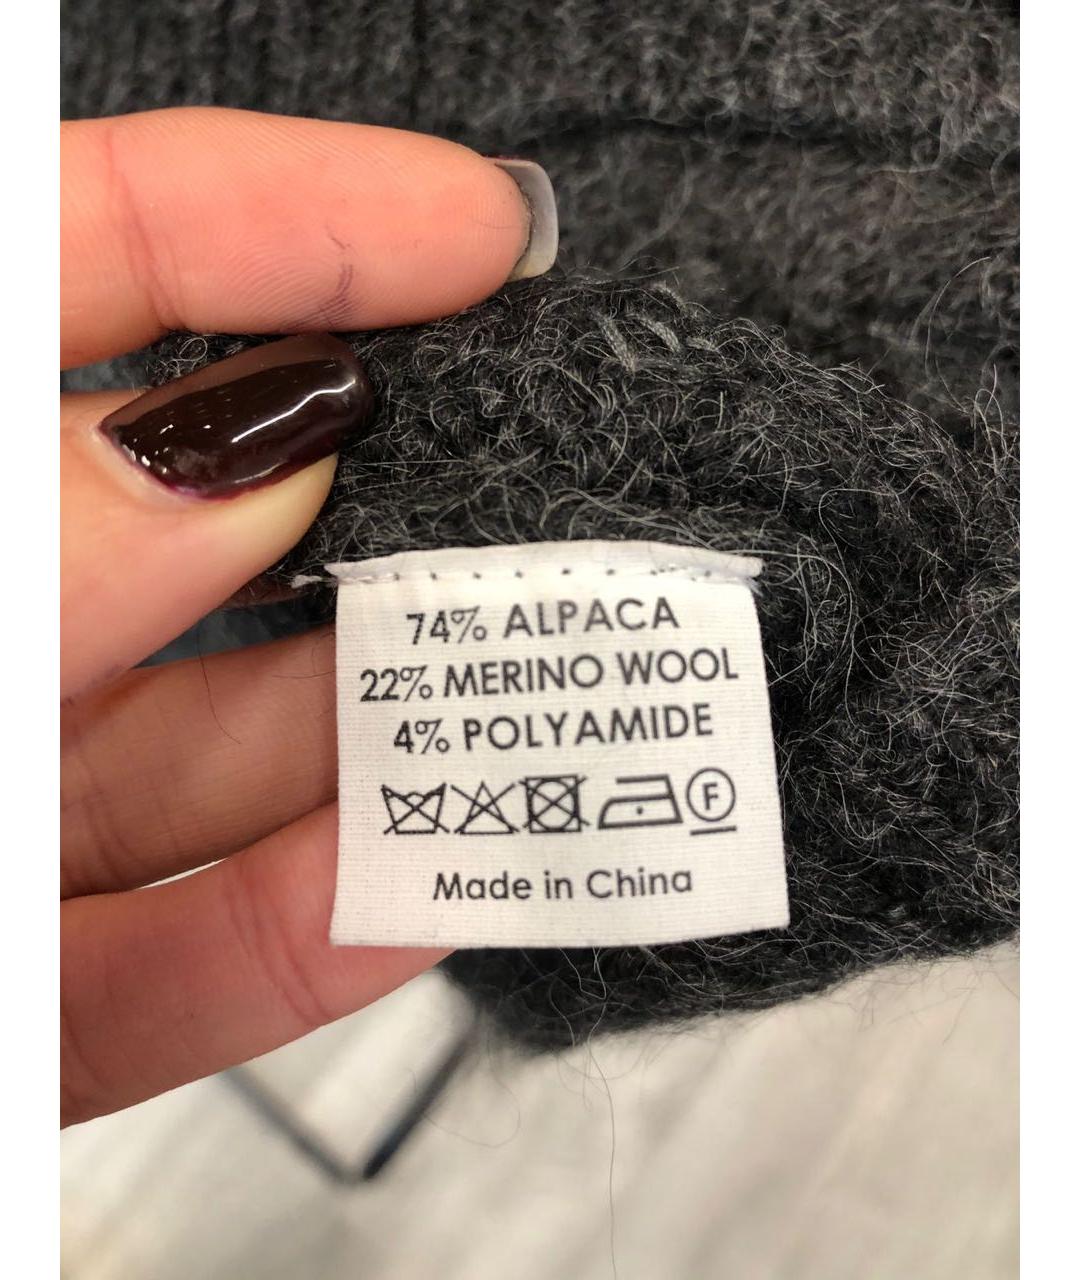 74% ALPACA
22% MERINO WOOL
4% POLYAMIDE
F
Made in China